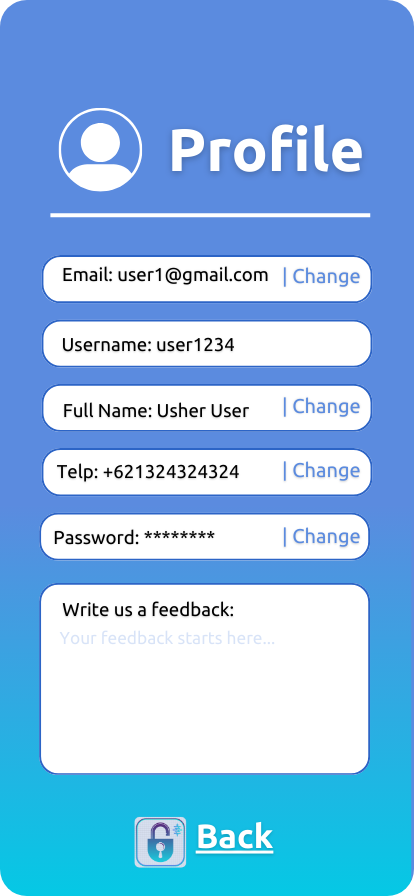 Profile
Email: user1@gmail.com | Change
Username: user1234
Full Name: Usher User | Change
Telp: +621324324324 | Change
Password: ******** | Change
Write us a feedback:
Your feedback starts here...
Back